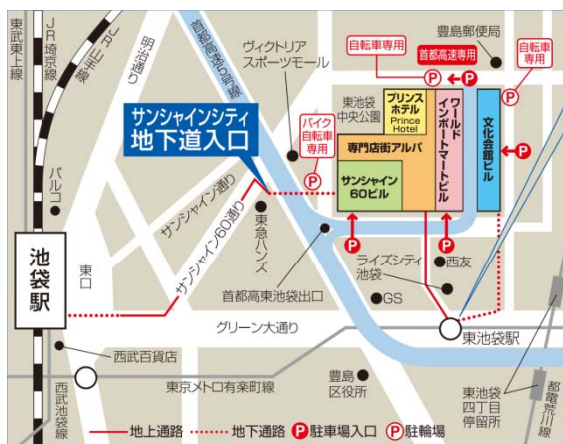 東武東上線
JR埼京線
JR山手線
明治通り
首都高速5号線
ヴィクトリア
スポーツモール
豊島郵便局
自転車専用
首都高速専用
自転車
専用
P
P
P
サンシャインシティ
地下道入口
バイク
自転車
専用
P
東池袋
中央公園
プリンス
ホテル
Prince
Hotel
ワールド
インポートマートビル
文化会館ビル
専門店街アルパ
サンシャイン
60ビル
P
P
P
パルコ
サンシャイン通り
サンシャイン60通り
東急ハンズ
池袋駅
東口
首都高東池袋出口
ライズシティ
池袋
西友
GS
グリーン大通り
東池袋駅
西武百貨店
西武池袋線
東京メトロ有楽町線
豊島
区役所
東池袋
四丁目
停留所
都電荒川線
地上通路
地下通路
P駐車場入口
P駐輪場